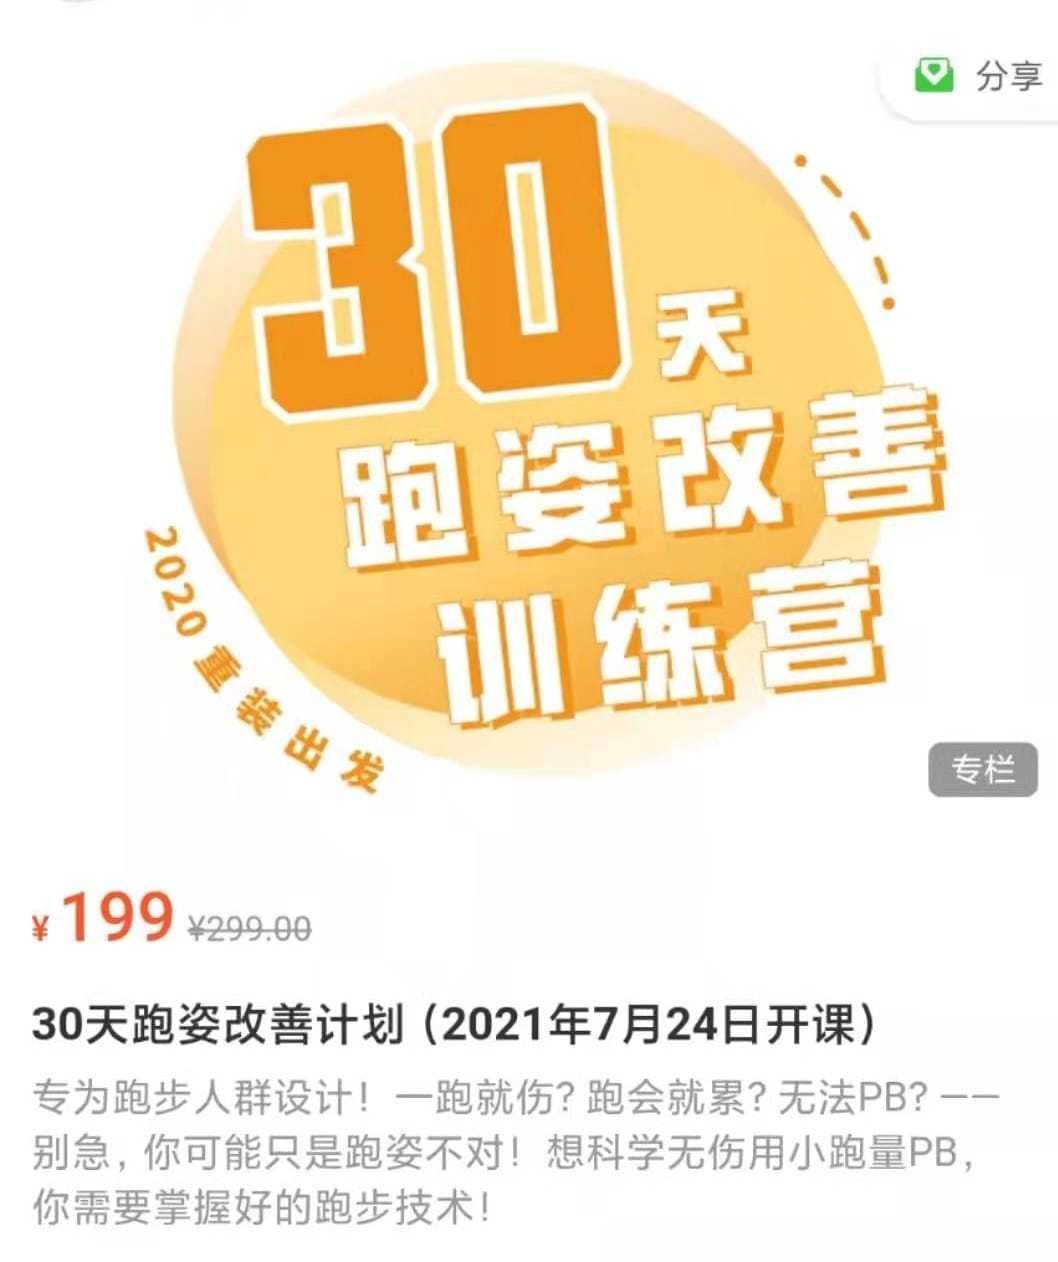 分享
30天
跑姿改善
训练营
2020重装出发
专栏
¥199 ¥299.00
30天跑姿改善计划（2021年7月24日开课）
专为跑步人群设计！一跑就伤？跑会就累？无法PB？——
别急，你可能只是跑姿不对！想科学无伤用小跑量PB，
你需要掌握好的跑步技术！